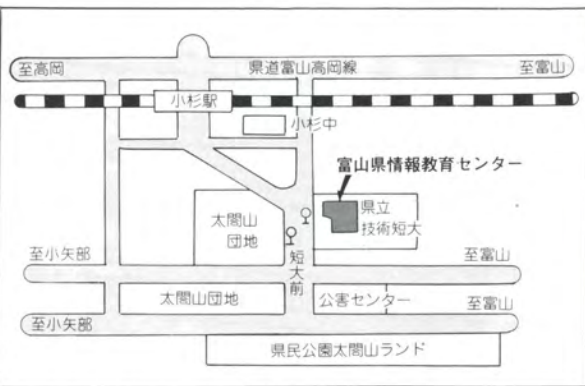 至高岡
県道富山高岡線
至富山
小杉駅
小杉中
富山県情報教育センター
太閤山
団地
県立
技術短大
至小矢部
短大前
至富山
太閤山団地
公害センター
至富山
至小矢部
県民公園太閤山ランド